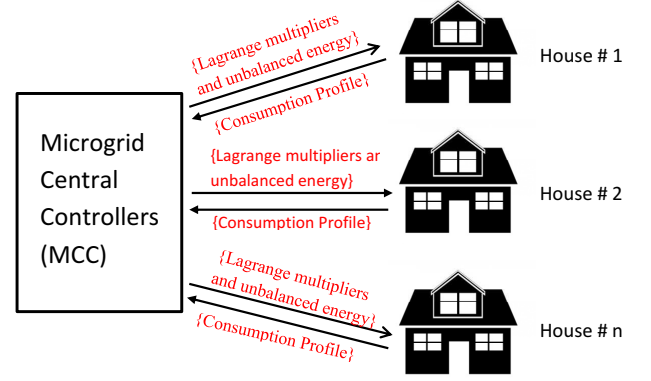 {Lagrange multipliers
and unbalanced energy}
{Consumption Profile}
House # 1
Microgrid
Central
Controllers
(MCC)
{Lagrange multipliers ar
unbalanced energy}
{Consumption Profile}
House # 2
{Lagrange multipliers
and unbalanced energy}
{Consumption Profile}
House # n